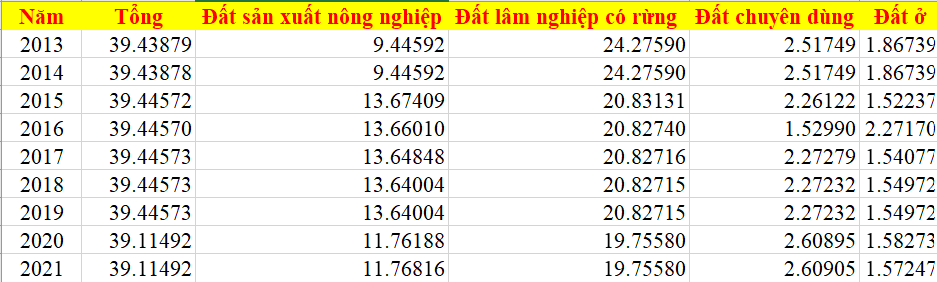 Năm Tổng Đất sản xuất nông nghiệp Đất lâm nghiệp có rừng Đất chuyên dùng Đất ở
2013 39.43879 9.44592 24.27590 2.51749 1.86739
2014 39.43878 9.44592 24.27590 2.51749 1.86739
2015 39.44572 13.67409 20.83131 2.26122 1.52237
2016 39.44570 13.66010 20.82740 1.52990 2.27170
2017 39.44573 13.64848 20.82716 2.27279 1.54077
2018 39.44573 13.64004 20.82715 2.27232 1.54972
2019 39.44573 13.64004 20.82715 2.27232 1.54972
2020 39.11492 11.76188 19.75580 2.60895 1.58273
2021 39.11492 11.76816 19.75580 2.60905 1.57247